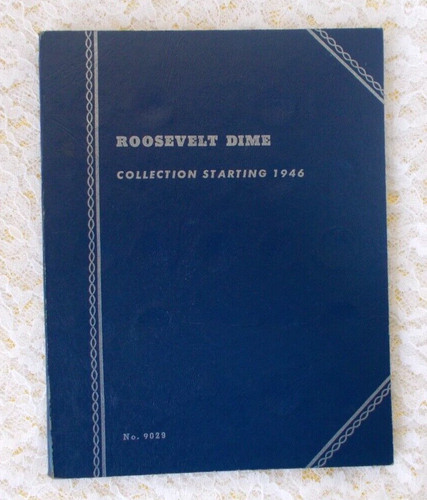 ROOSEVELT DIME
COLLECTION STARTING 1946
No. 9029